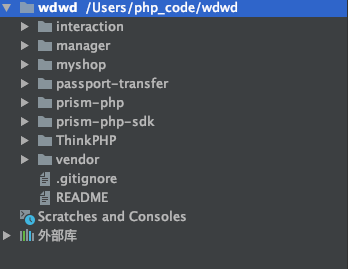 wdwd /Users/php_code/wdwd
interaction
manager
myshop
passport-transfer
prism-php
prism-php-sdk
ThinkPHP
vendor
.gitignore
README
Scratches and Consoles
外部库